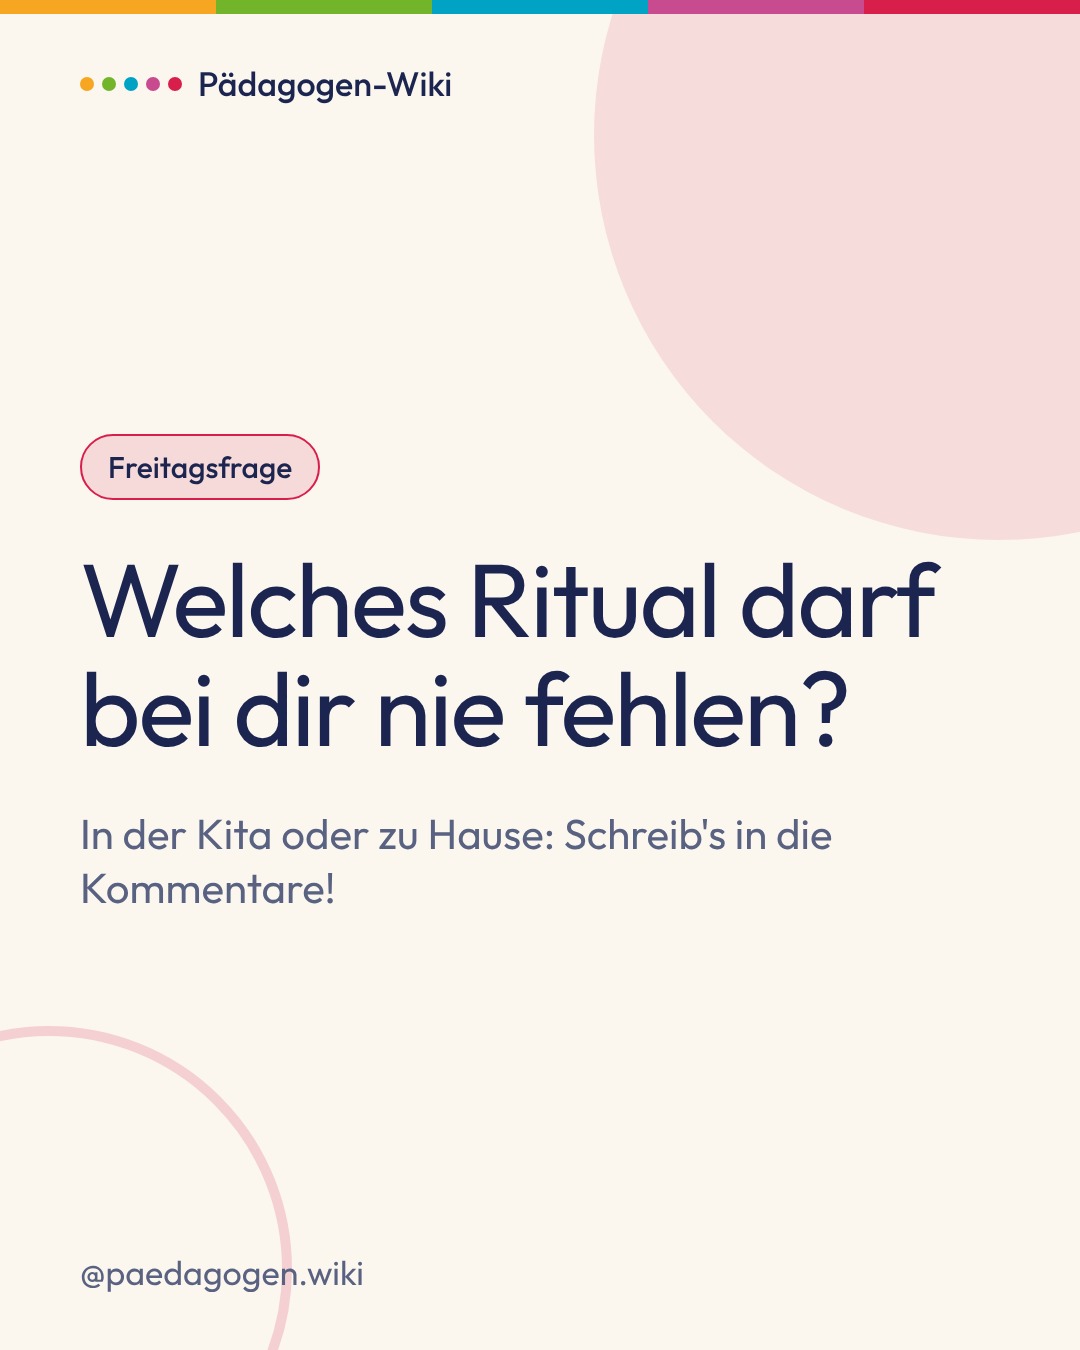 Pädagogen-Wiki
Freitagsfrage
Welches Ritual darf
bei dir nie fehlen?
In der Kita oder zu Hause: Schreib's in die
Kommentare!
@paedagogen.wiki